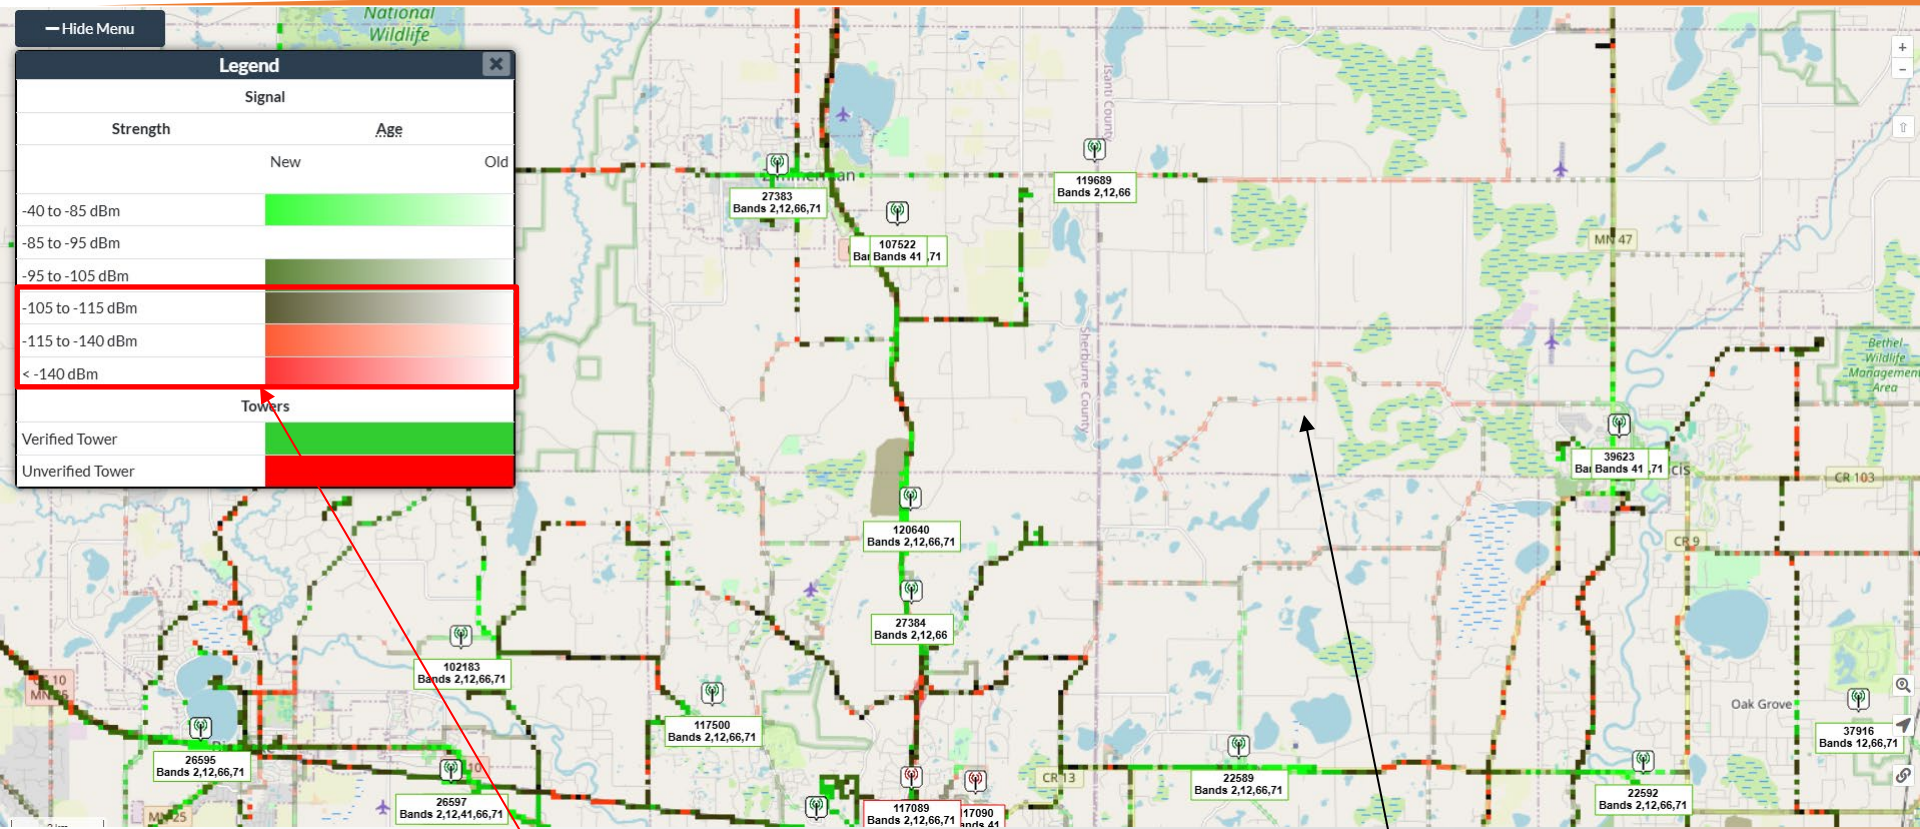 National
Wildlife
Hide Menu
Legend
Signal
Strength Age
New Old
-40 to -85 dBm
-85 to -95 dBm
-95 to -105 dBm
-105 to -115 dBm
-115 to -140 dBm
< -140 dBm
Towers
Verified Tower
Unverified Tower
Isanti County
Zimmerman
27383
Bands 2,12,66,71
119689
Bands 2,12,66
107522
Bands 41 ,71
MN 47
Sherburne County
Bethel
Wildlife
Management
Area
39623
Bands 41 ,71
CR 103
120640
Bands 2,12,66,71
CR 9
27384
Bands 2,12,66
102183
Bands 2,12,66,71
10
117500
Bands 2,12,66,71
Oak Grove
37916
Bands 12,66,71
26595
Bands 2,12,66,71
10
CR 13
22589
Bands 2,12,66,71
22592
Bands 2,12,66,71
26597
Bands 2,12,41,66,71
MN 25
117089
Bands 2,12,66,71
17090